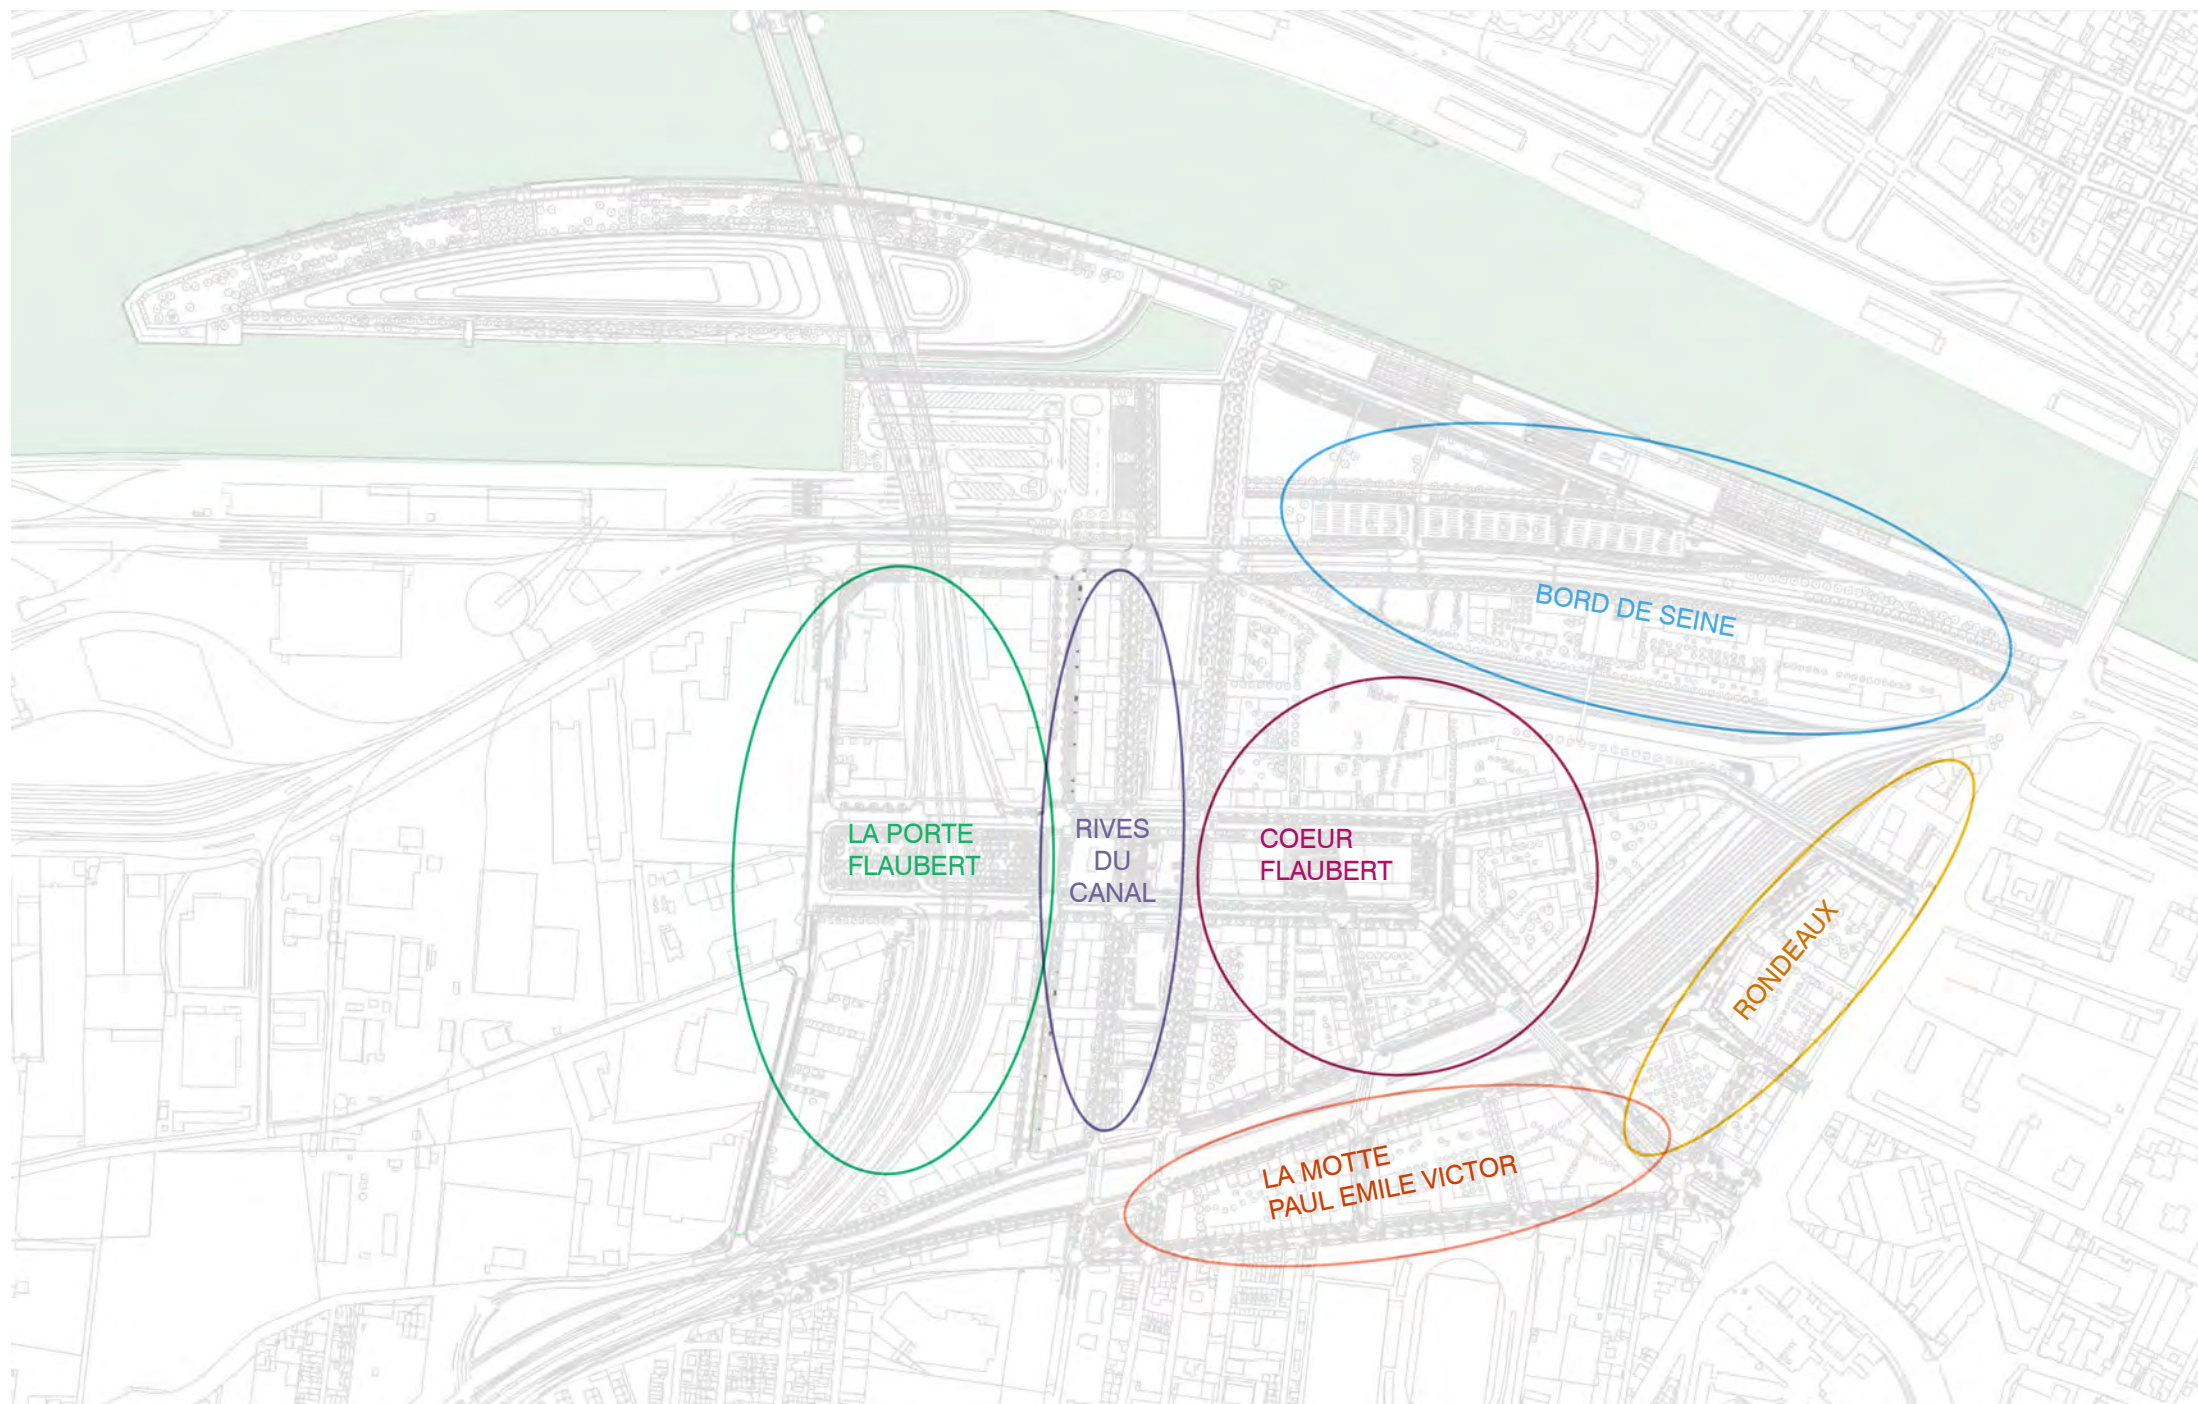 BORD DE SEINE
LA PORTE
FLAUBERT
RIVES
DU
CANAL
COEUR
FLAUBERT
RONDEAUX
LA MOTTE
PAUL EMILE VICTOR